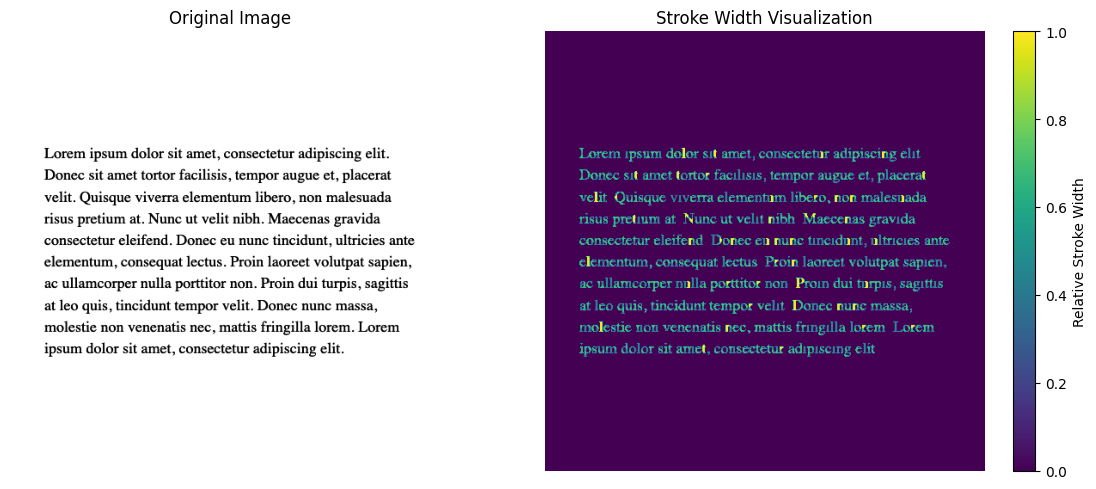 Original Image
Lorem ipsum dolor sit amet, consectetur adipiscing elit.
Donec sit amet tortor facilisis, tempor augue et, placerat
velit. Quisque viverra elementum libero, non malesuada
risus pretium at. Nunc ut velit nibh. Maecenas gravida
consectetur eleifend. Donec eu nunc tincidunt, ultricies ante
elementum, consequat lectus. Proin laoreet volutpat sapien,
ac ullamcorper nulla porttitor non. Proin dui turpis, sagittis
at leo quis, tincidunt tempor velit. Donec nunc massa,
molestie non venenatis nec, mattis fringilla lorem. Lorem
ipsum dolor sit amet, consectetur adipiscing elit.
Stroke Width Visualization
Lorem ipsum dolor sit amet, consectetur adipiscing elit
Donec sit amet tortor facilisis, tempor augue et, placerat
velit Quisque viverra elementum libero, non malesuada
risus pretium at Nunc ut velit nibh Maecenas gravida
consectetur eleifend Donec eu nunc tincidunt, ultricies ante
elementum, consequat lectus Proin laoreet volutpat sapien,
ac ullamcorper nulla porttitor non Proin dui turpis, sagittis
at leo quis, tincidunt tempor velit Donec nunc massa,
molestie non venenatis nec, mattis fringilla lorem Lorem
ipsum dolor sit amet, consectetur adipiscing elit
1.0
0.8
0.6
0.4
0.2
0.0
Relative Stroke Width